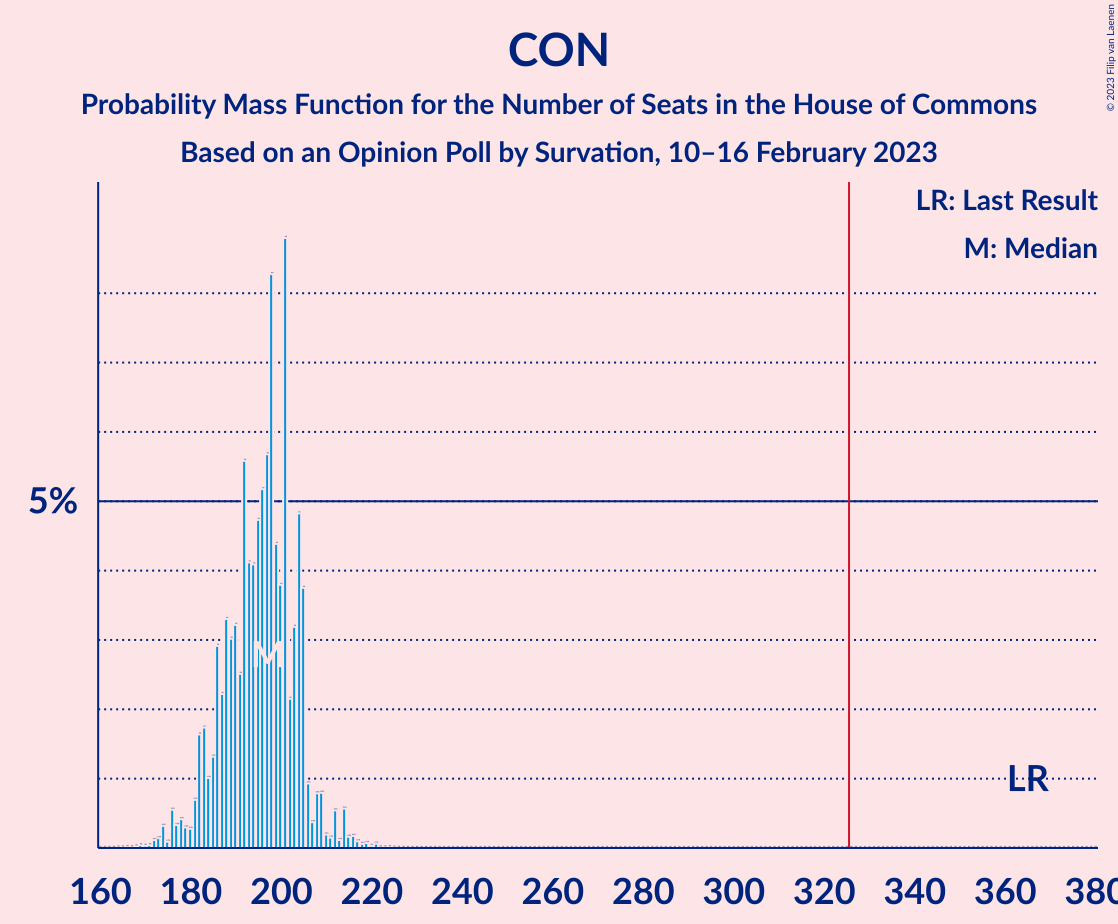 CON
Probability Mass Function for the Number of Seats in the House of Commons
Based on an Opinion Poll by Survation, 10–16 February 2023
© 2023 Filip van Laenen
LR: Last Result
M: Median
5%
M
LR
160 180 200 220 240 260 280 300 320 340 360 380